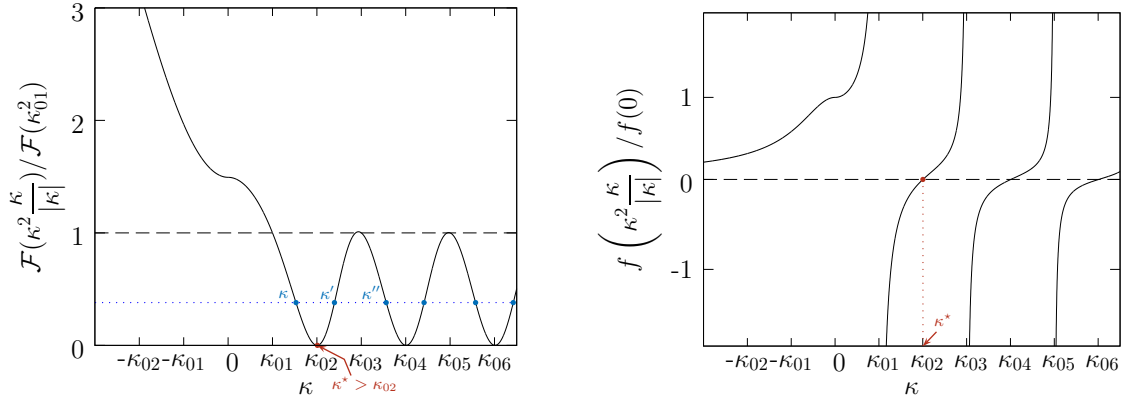 3
2
1
0
F(κ² κ/|κ|)/F(κ²₀₁)
κ
κ′
κ″
-κ₀₂ -κ₀₁ 0 κ₀₁ κ₀₂ κ₀₃ κ₀₄ κ₀₅ κ₀₆
κ
κ* > κ₀₂
1
0
-1
f (κ² κ/|κ|) /f(0)
κ*
-κ₀₂ -κ₀₁ 0 κ₀₁ κ₀₂ κ₀₃ κ₀₄ κ₀₅ κ₀₆
κ